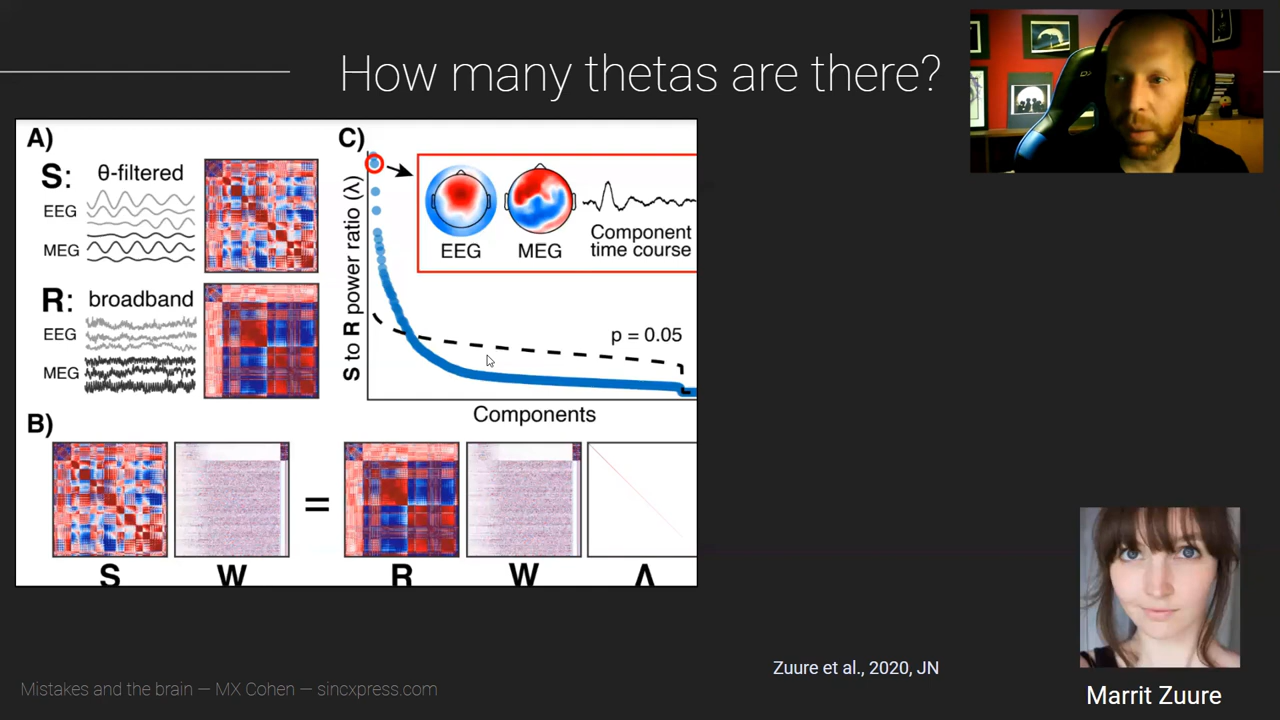 How many thetas are there?
A)
S: θ-filtered
EEG
MEG
R: broadband
EEG
MEG
C)
S to R power ratio (λ)
EEG
MEG
Component
time course
p = 0.05
Components
B)
S W = R W Λ
Zuure et al., 2020, JN
Mistakes and the brain — MX Cohen — sincxpress.com
Marrit Zuure